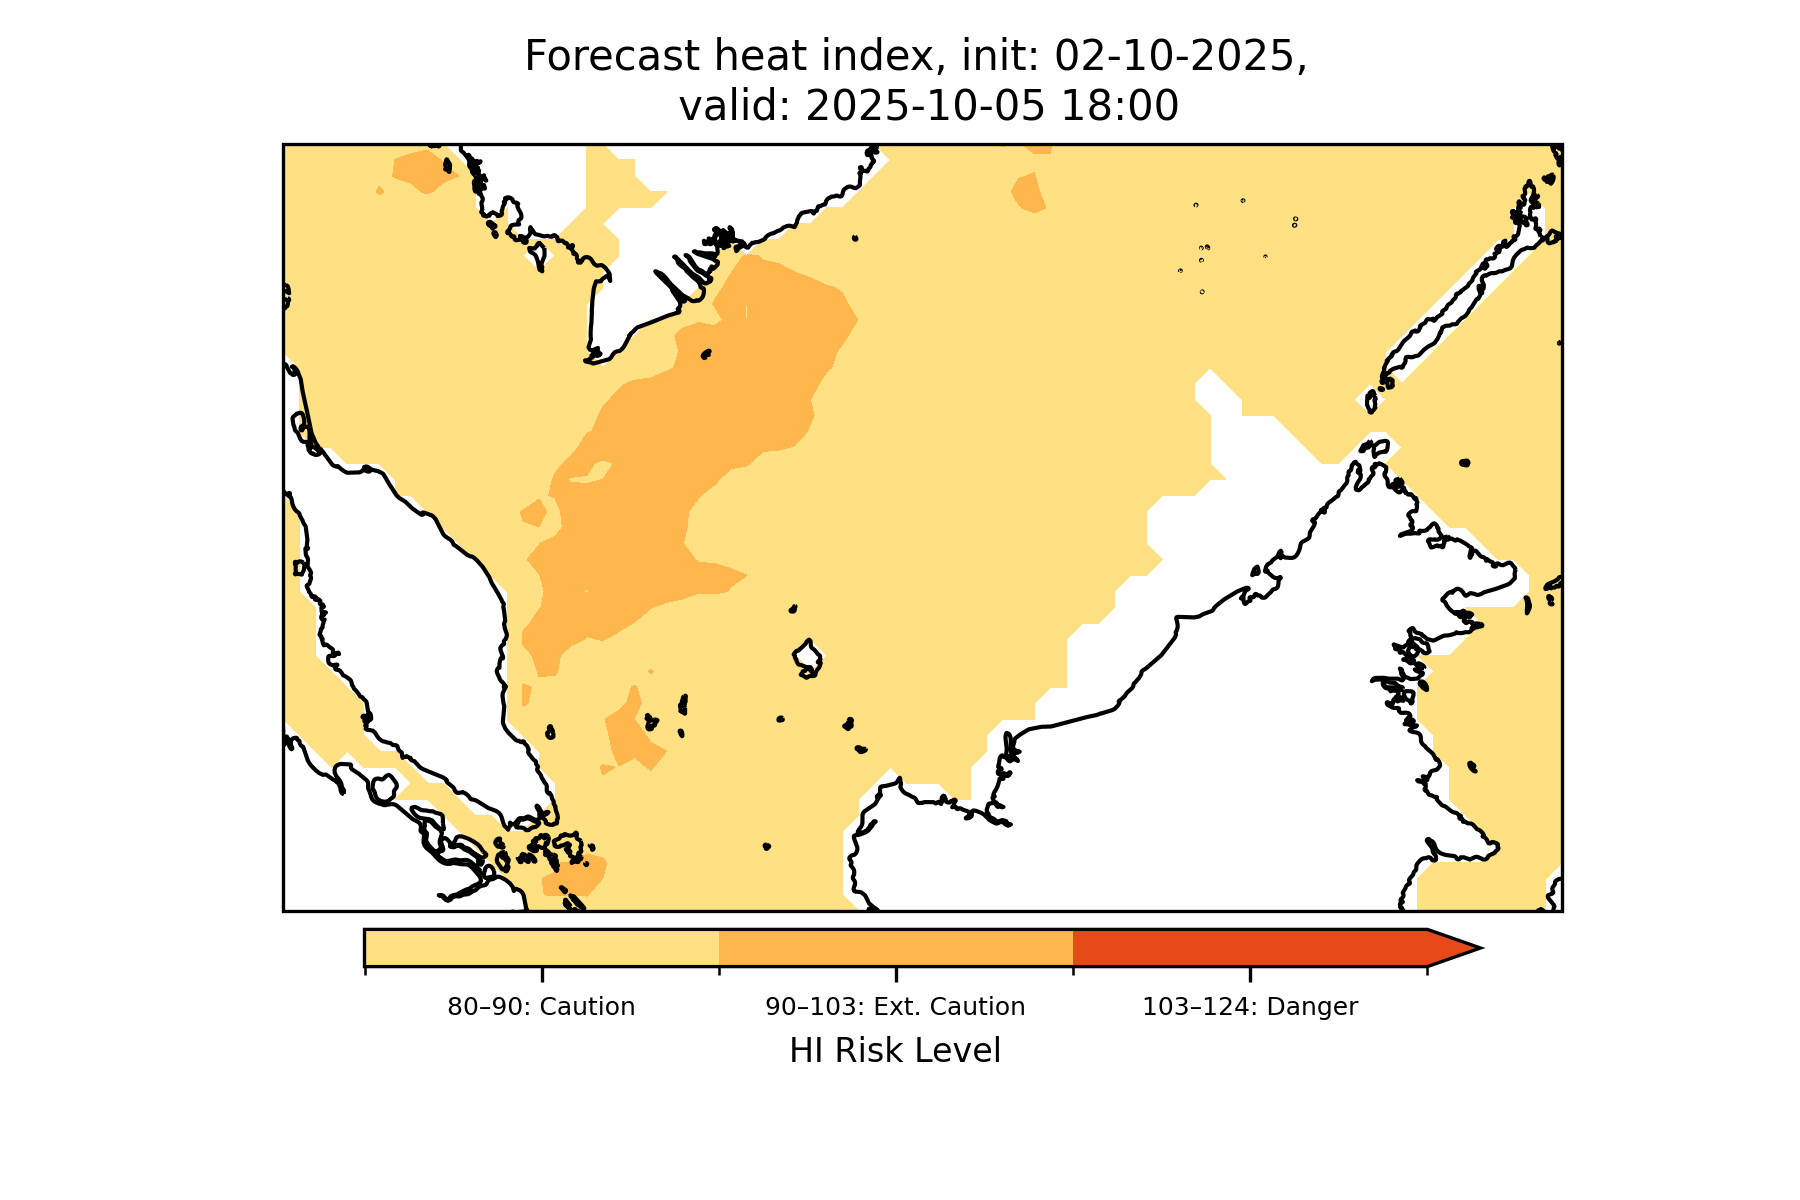 Forecast heat index, init: 02-10-2025,
valid: 2025-10-05 18:00
80–90: Caution
90–103: Ext. Caution
103–124: Danger
HI Risk Level